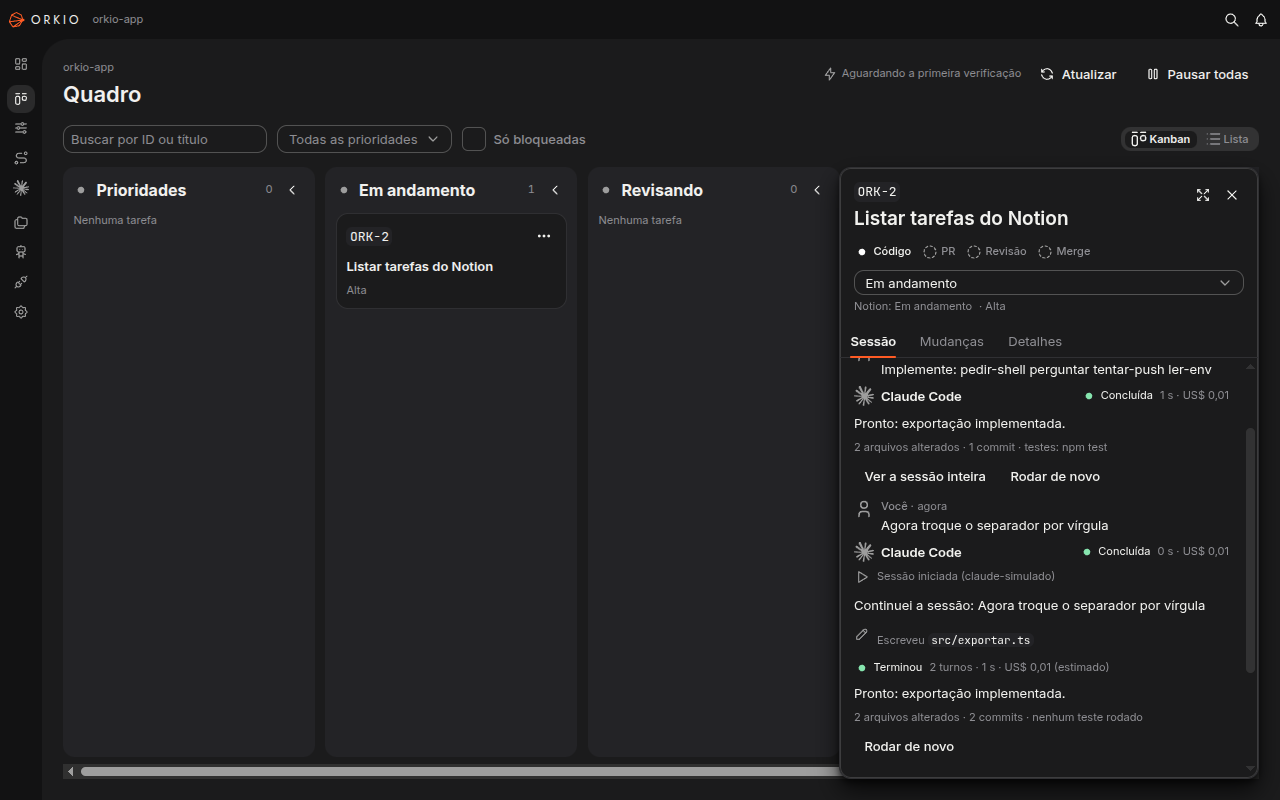 ORKIO orkio-app
orkio-app
Quadro
Aguardando a primeira verificação Atualizar Pausar todas
Buscar por ID ou título Todas as prioridades Só bloqueadas Kanban Lista
Prioridades 0
Nenhuma tarefa
Em andamento 1
ORK-2
Listar tarefas do Notion
Alta
Revisando 0
Nenhuma tarefa
ORK-2
Listar tarefas do Notion
Código PR Revisão Merge
Em andamento
Notion: Em andamento · Alta
Sessão Mudanças Detalhes
Implemente: pedir-shell perguntar tentar-push ler-env
Claude Code Concluída 1 s · US$ 0,01
Pronto: exportação implementada.
2 arquivos alterados · 1 commit · testes: npm test
Ver a sessão inteira Rodar de novo
Você · agora
Agora troque o separador por vírgula
Claude Code Concluída 0 s · US$ 0,01
Sessão iniciada (claude-simulado)
Continuei a sessão: Agora troque o separador por vírgula
Escreveu src/exportar.ts
Terminou 2 turnos · 1 s · US$ 0,01 (estimado)
Pronto: exportação implementada.
2 arquivos alterados · 2 commits · nenhum teste rodado
Rodar de novo